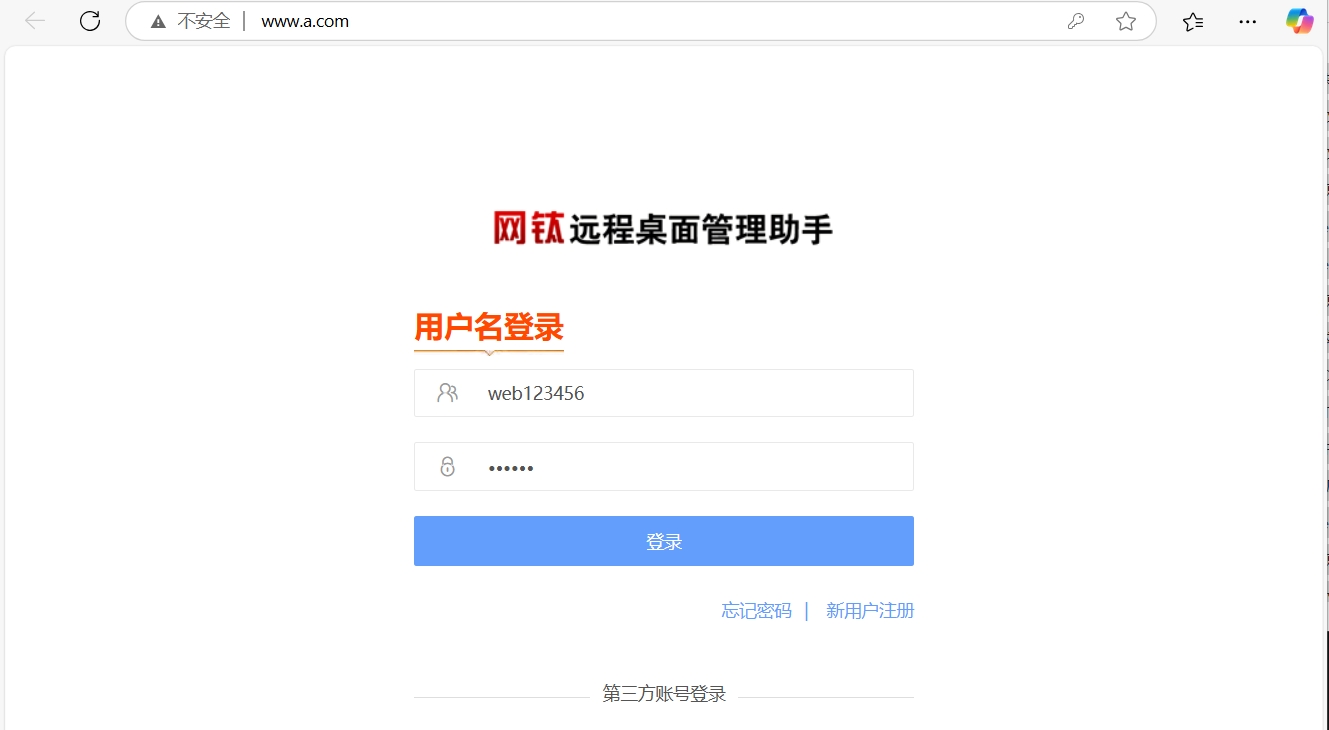 不安全 | www.a.com
网钛远程桌面管理助手
用户名登录
web123456
••••••
登录
忘记密码 | 新用户注册
第三方账号登录